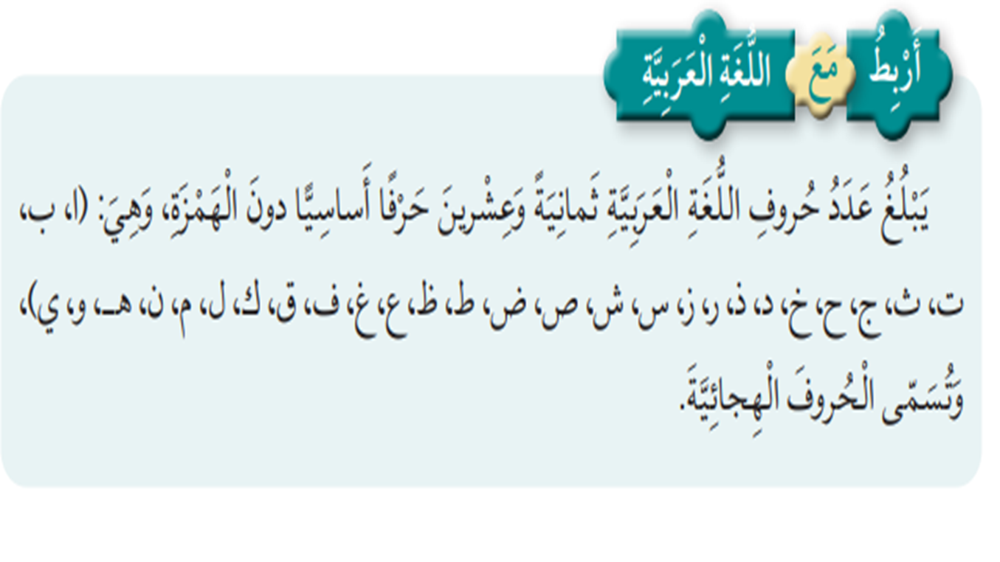 أَرْبِطُ مَعَ اللُّغَةِ الْعَرَبِيَّةِ
يَبْلُغُ عَدَدُ حُروفِ اللُّغَةِ الْعَرَبِيَّةِ ثَمانِيَةً وَعِشْرينَ حَرْفًا أَساسِيًّا دونَ الْهَمْزَةِ، وَهِيَ: (ا، ب،
ت، ث، ج، ح، خ، د، ذ، ر، ز، س، ش، ص، ض، ط، ظ، ع، غ، ف، ق، ك، ل، م، ن، هـ، و، ي)،
وَتُسَمّى الْحُروفَ الْهِجائِيَّةَ.